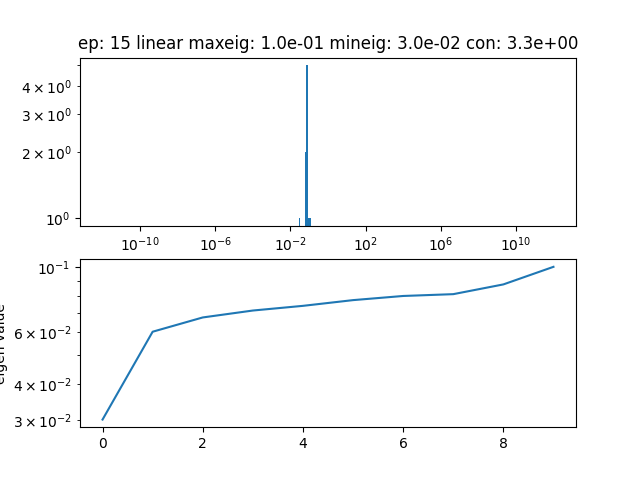 ep: 15 linear maxeig: 1.0e-01 mineig: 3.0e-02 con: 3.3e+00
4 × 10⁰
3 × 10⁰
2 × 10⁰
10⁰
10⁻¹⁰ 10⁻⁶ 10⁻² 10² 10⁶ 10¹⁰
10⁻¹
6 × 10⁻²
4 × 10⁻²
3 × 10⁻²
eigen value
0 2 4 6 8